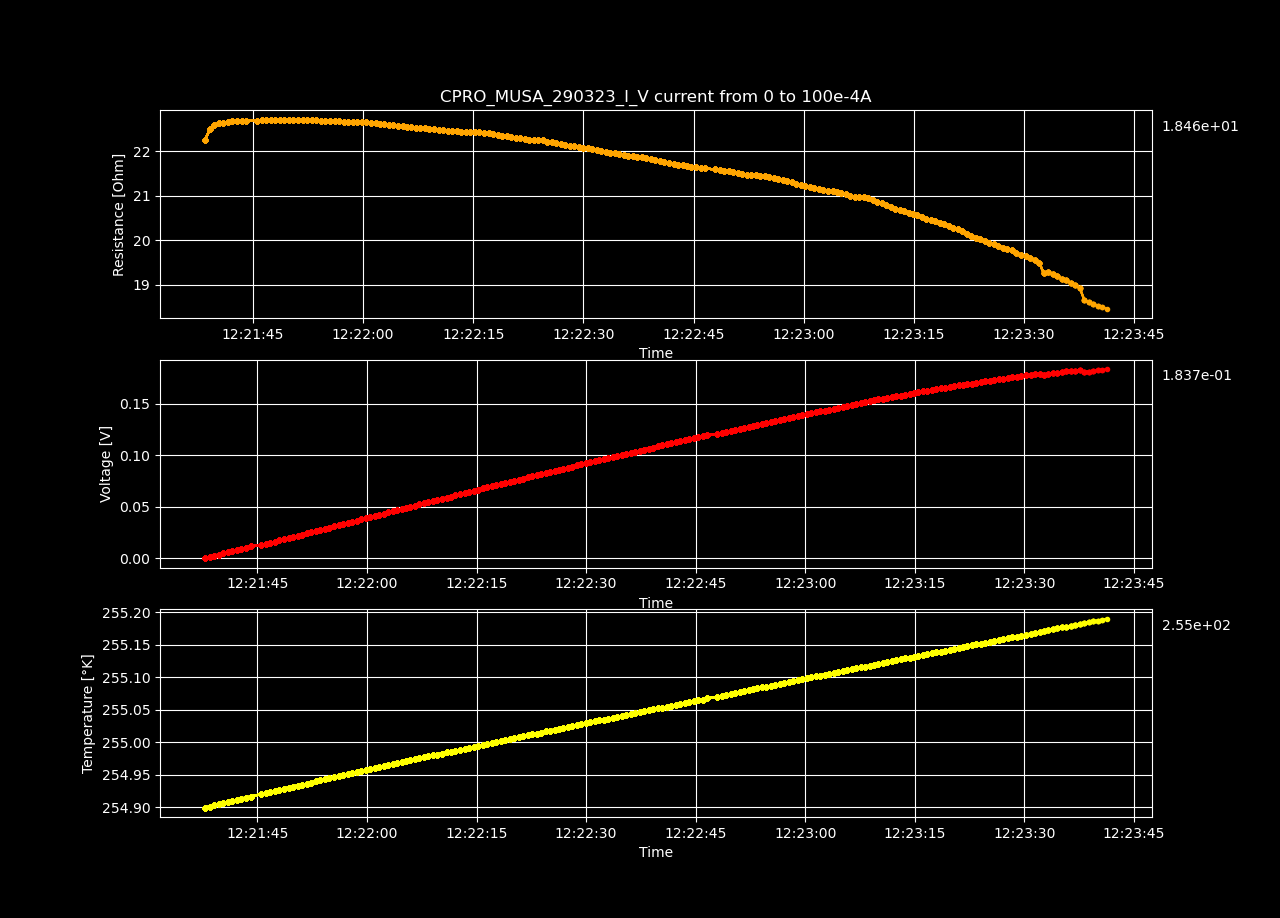 CPRO_MUSA_290323_I_V current from 0 to 100e-4A
1.846e+01
Resistance [Ohm]
22
21
20
19
12:21:45 12:22:00 12:22:15 12:22:30 12:22:45 12:23:00 12:23:15 12:23:30 12:23:45
Time
1.837e-01
Voltage [V]
0.15
0.10
0.05
0.00
12:21:45 12:22:00 12:22:15 12:22:30 12:22:45 12:23:00 12:23:15 12:23:30 12:23:45
Time
2.55e+02
Temperature [°K]
255.20
255.15
255.10
255.05
255.00
254.95
254.90
12:21:45 12:22:00 12:22:15 12:22:30 12:22:45 12:23:00 12:23:15 12:23:30 12:23:45
Time